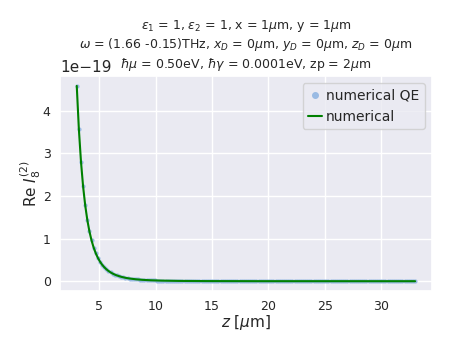 ε₁ = 1, ε₂ = 1, x = 1μm, y = 1μm
ω = (1.66 -0.15)THz, x_D = 0μm, y_D = 0μm, z_D = 0μm
ℏμ = 0.50eV, ℏγ = 0.0001eV, zp = 2μm
1e−19
numerical QE
numerical
Re I₈⁽²⁾
4
3
2
1
0
5 10 15 20 25 30
z [μm]